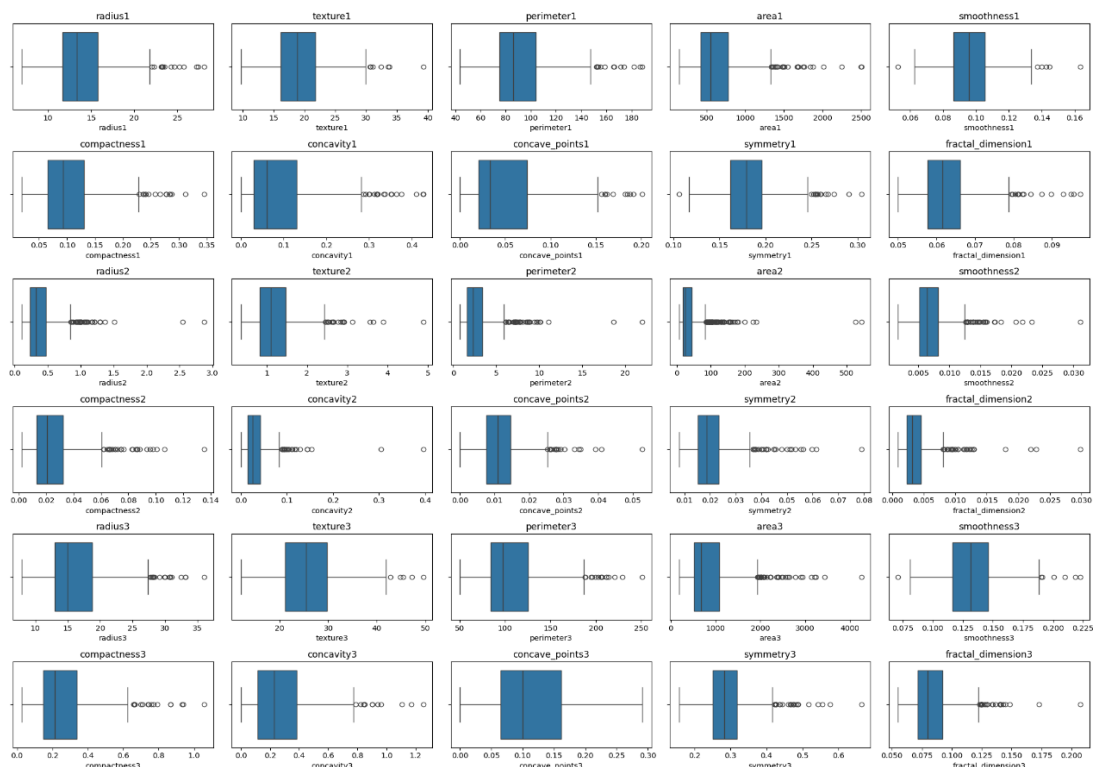 radius1 texture1 perimeter1 area1 smoothness1
10 15 20 25 10 15 20 25 30 35 40 40 60 80 100 120 140 160 180 500 1000 1500 2000 2500 0.06 0.08 0.10 0.12 0.14 0.16
radius1 texture1 perimeter1 area1 smoothness1
compactness1 concavity1 concave_points1 symmetry1 fractal_dimension1
0.05 0.10 0.15 0.20 0.25 0.30 0.35 0.0 0.1 0.2 0.3 0.4 0.00 0.05 0.10 0.15 0.20 0.10 0.15 0.20 0.25 0.30 0.05 0.06 0.07 0.08 0.09
compactness1 concavity1 concave_points1 symmetry1 fractal_dimension1
radius2 texture2 perimeter2 area2 smoothness2
0.0 0.5 1.0 1.5 2.0 2.5 3.0 1 2 3 4 5 0 5 10 15 20 0 100 200 300 400 500 0.005 0.010 0.015 0.020 0.025 0.030
radius2 texture2 perimeter2 area2 smoothness2
compactness2 concavity2 concave_points2 symmetry2 fractal_dimension2
0.00 0.02 0.04 0.06 0.08 0.10 0.12 0.14 0.0 0.1 0.2 0.3 0.4 0.00 0.01 0.02 0.03 0.04 0.05 0.01 0.02 0.03 0.04 0.05 0.06 0.07 0.08 0.000 0.005 0.010 0.015 0.020 0.025 0.030
compactness2 concavity2 concave_points2 symmetry2 fractal_dimension2
radius3 texture3 perimeter3 area3 smoothness3
10 15 20 25 30 35 20 30 40 50 50 100 150 200 250 0 1000 2000 3000 4000 0.075 0.100 0.125 0.150 0.175 0.200 0.225
radius3 texture3 perimeter3 area3 smoothness3
compactness3 concavity3 concave_points3 symmetry3 fractal_dimension3
0.0 0.2 0.4 0.6 0.8 1.0 0.0 0.2 0.4 0.6 0.8 1.0 1.2 0.00 0.05 0.10 0.15 0.20 0.25 0.30 0.2 0.3 0.4 0.5 0.6 0.05 0.10 0.15 0.20
compactness3 concavity3 concave_points3 symmetry3 fractal_dimension3